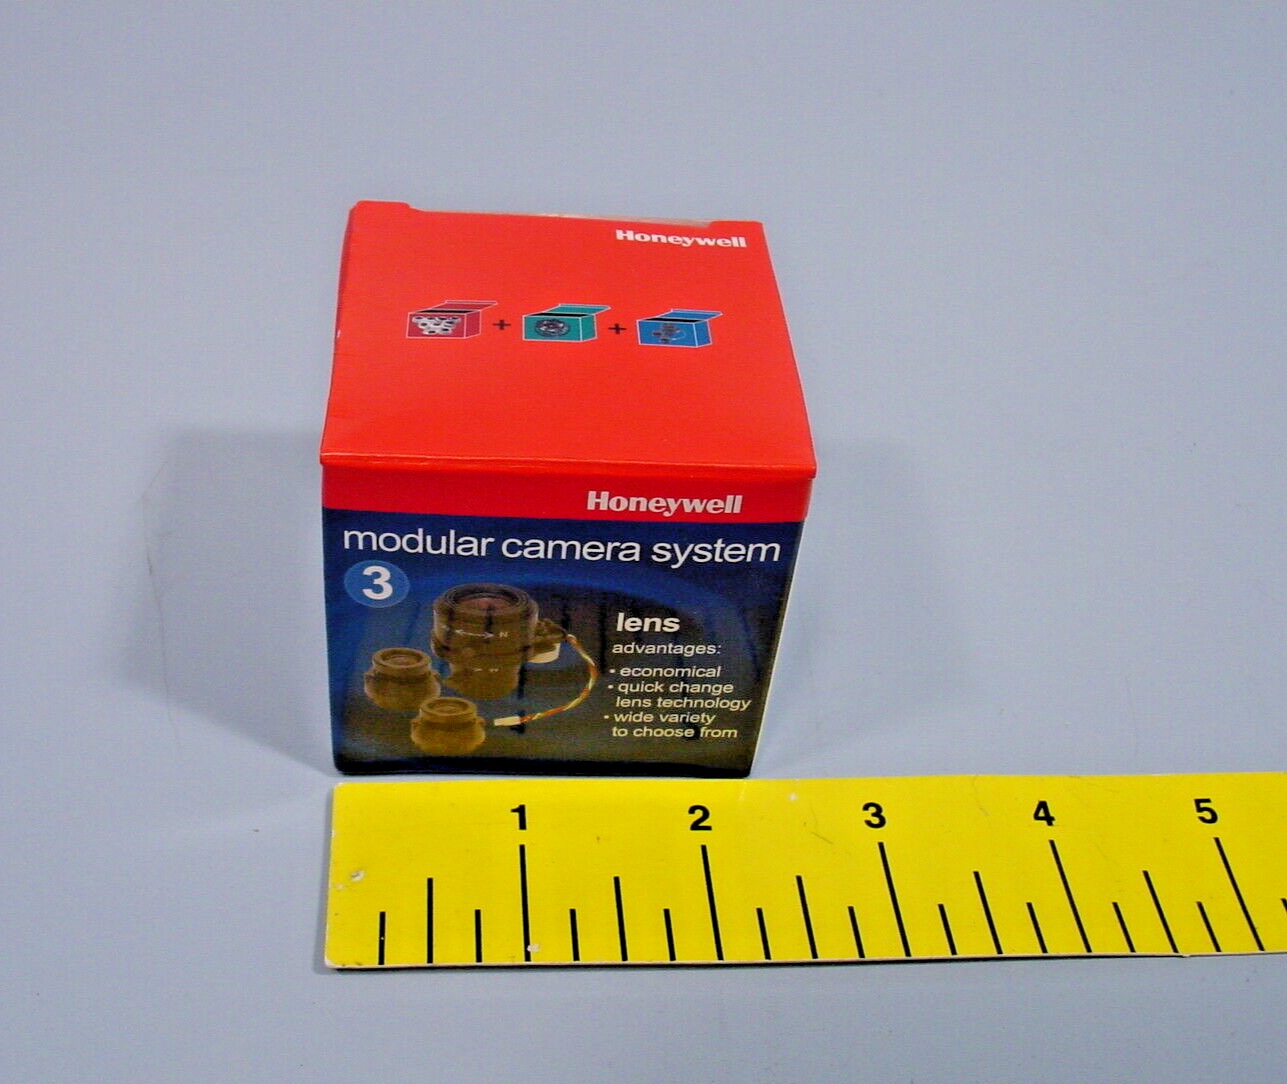 Honeywell
+ +
Honeywell
modular camera system
3
lens
advantages:
• economical
• quick change
lens technology
• wide variety
to choose from
1 2 3 4 5